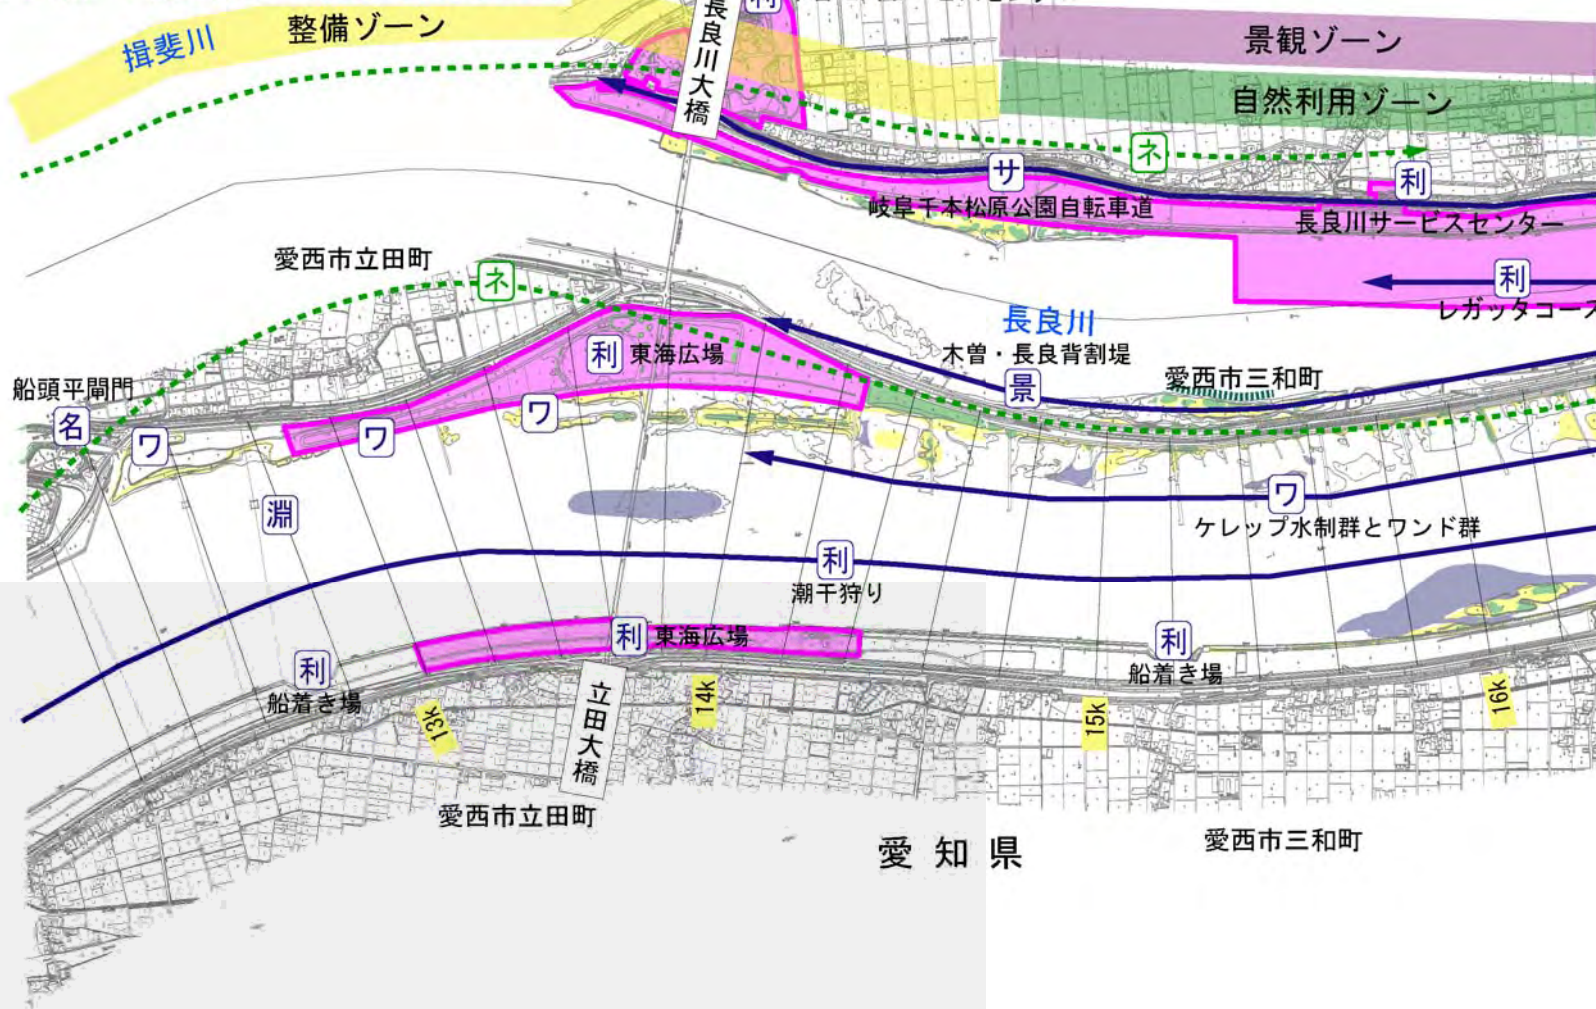 利
揖斐川
整備ゾーン
長良川大橋
景観ゾーン
自然利用ゾーン
ネ
サ
利
岐阜千本松原公園自転車道
長良川サービスセンター
利
レガッタコース
愛西市立田町
ネ
長良川
木曽・長良背割堤
景
愛西市三和町
利
東海広場
船頭平閘門
名
ワ
ワ
ワ
淵
ワ
ケレップ水制群とワンド群
利
潮干狩り
利
東海広場
利
船着き場
利
船着き場
13k
14k
15k
16k
立田大橋
愛西市立田町
愛知県
愛西市三和町